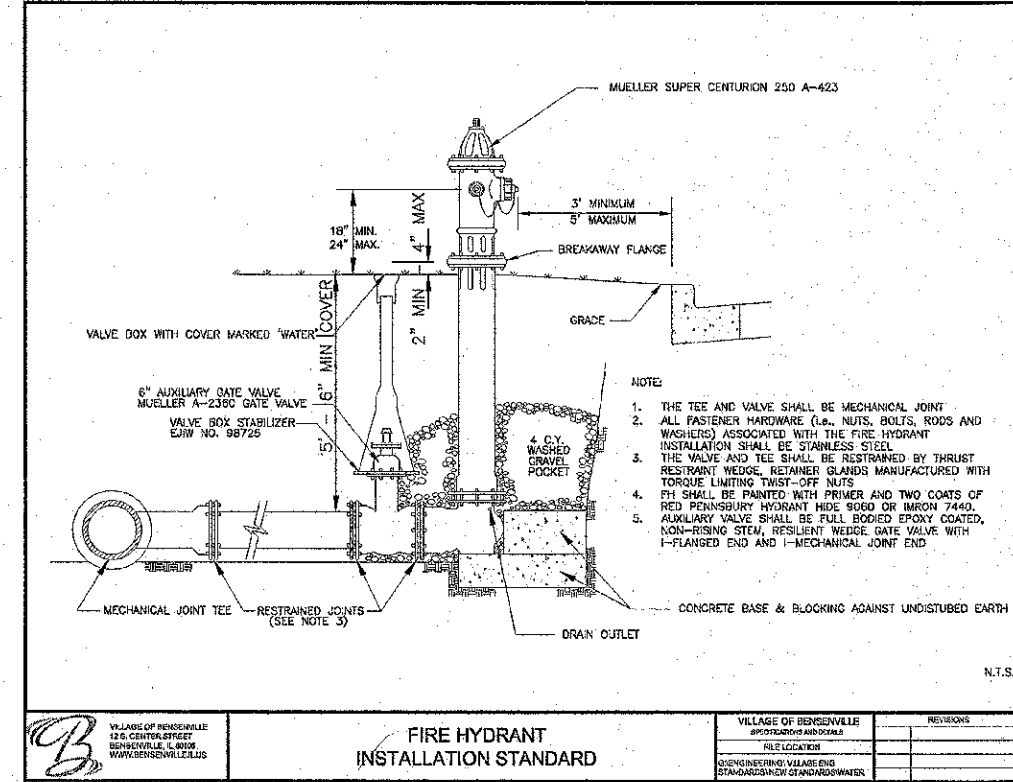 MUELLER SUPER CENTURION 250 A-423
3' MINIMUM
5' MAXIMUM
18" MIN.
24" MAX.
2" MIN - 4" MAX
BREAKAWAY FLANGE
GRADE
VALVE BOX WITH COVER MARKED 'WATER'
5' - 6" MIN COVER
6" AUXILIARY GATE VALVE
MUELLER A-2360 GATE VALVE
VALVE BOX STABILIZER
EJIW NO. 98725
4 C.Y.
WASHED
GRAVEL
POCKET
NOTE:
1. THE TEE AND VALVE SHALL BE MECHANICAL JOINT
2. ALL FASTENER HARDWARE (i.e., NUTS, BOLTS, RODS AND
WASHERS) ASSOCIATED WITH THE FIRE HYDRANT
INSTALLATION SHALL BE STAINLESS STEEL
3. THE VALVE AND TEE SHALL BE RESTRAINED BY THRUST
RESTRAINT WEDGE, RETAINER GLANDS MANUFACTURED WITH
TORQUE LIMITING TWIST-OFF NUTS
4. FH SHALL BE PAINTED WITH PRIMER AND TWO COATS OF
RED PENNSBURY HYDRANT HIDE 9060 OR IMRON 7440.
5. AUXILIARY VALVE SHALL BE FULL BODIED EPOXY COATED,
NON-RISING STEM, RESILIENT WEDGE GATE VALVE WITH
1-FLANGED END AND 1-MECHANICAL JOINT END
MECHANICAL JOINT TEE
RESTRAINED JOINTS
(SEE NOTE 3)
CONCRETE BASE & BLOCKING AGAINST UNDISTUBED EARTH
DRAIN OUTLET
N.T.S.
B
VILLAGE OF BENSENVILLE
12 S. CENTER STREET
BENSENVILLE, IL 60106
WWW.BENSENVILLE.IL.US
FIRE HYDRANT
INSTALLATION STANDARD
VILLAGE OF BENSENVILLE
SPECIFICATIONS AND DETAILS
FILE LOCATION
G:\ENGINEERING\VILLAGE ENG
STANDARDS\NEW STANDARDS\WATER
REVISIONS